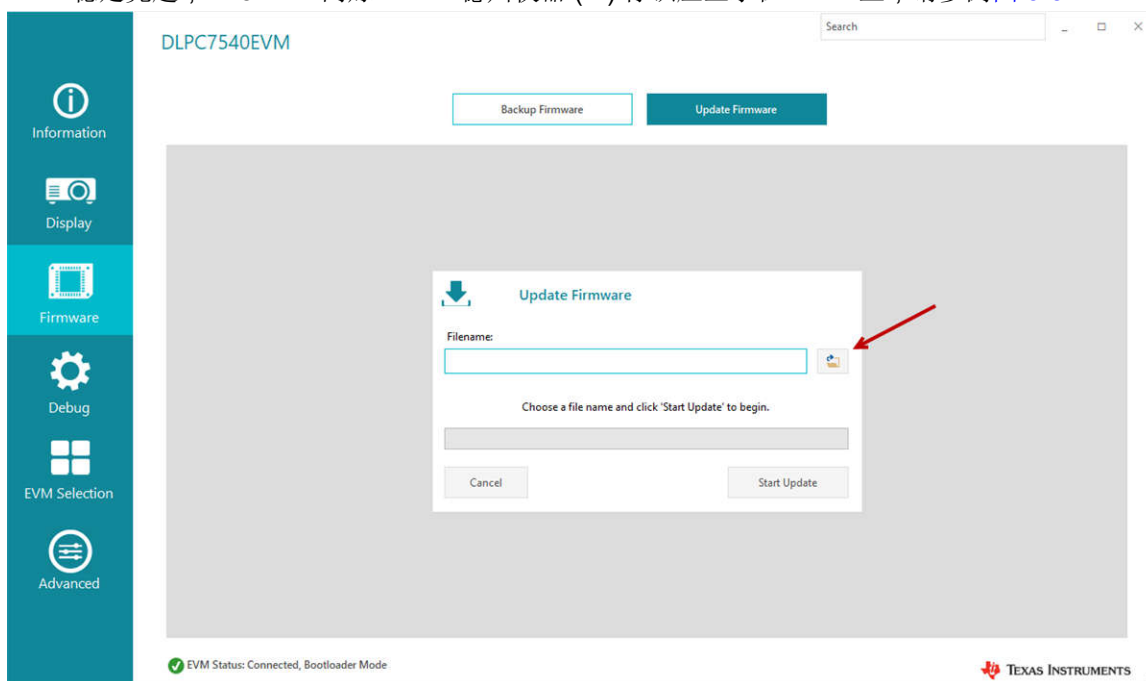 Search
DLPC7540EVM
Backup Firmware
Update Firmware
Information
Display
Firmware
Debug
EVM Selection
Advanced
Update Firmware
Filename:
Choose a file name and click 'Start Update' to begin.
Cancel
Start Update
EVM Status: Connected, Bootloader Mode
TEXAS INSTRUMENTS